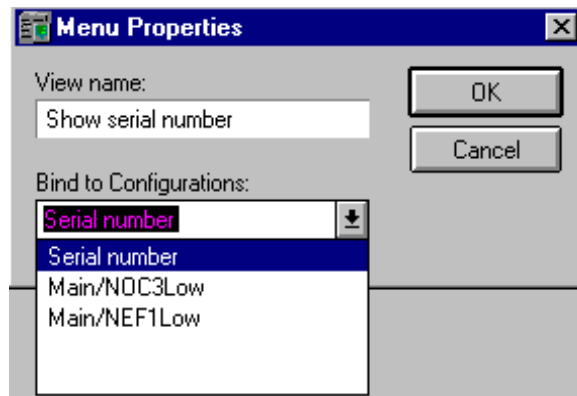 Menu Properties
View name:
OK
Show serial number
Cancel
Bind to Configurations:
Serial number
Serial number
Main/NOC3Low
Main/NEF1Low